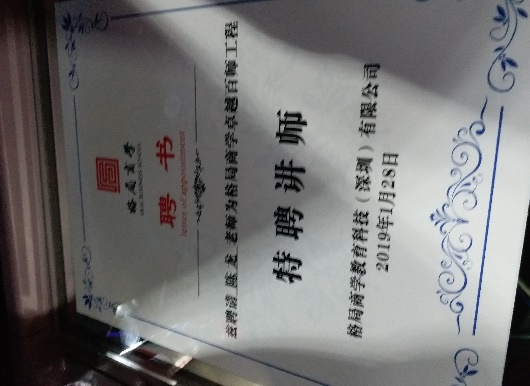 格局商学
聘书
letter of appointment
兹聘请 陈龙 老师为格局商学卓越百师工程
特聘讲师
格局商学教育科技（深圳）有限公司
2019年1月28日